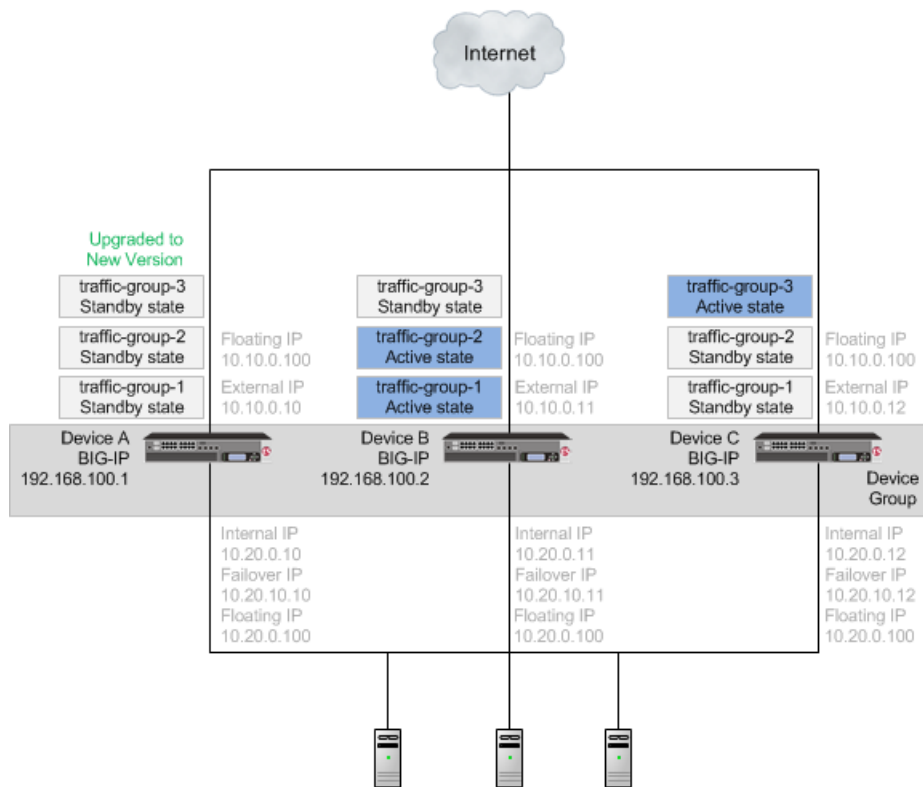 Internet
Upgraded to
New Version
traffic-group-3
Standby state
traffic-group-2
Standby state
traffic-group-1
Standby state
Floating IP
10.10.0.100
External IP
10.10.0.10
traffic-group-3
Standby state
traffic-group-2
Active state
traffic-group-1
Active state
Floating IP
10.10.0.100
External IP
10.10.0.11
traffic-group-3
Active state
traffic-group-2
Standby state
traffic-group-1
Standby state
Floating IP
10.10.0.100
External IP
10.10.0.12
Device A
BIG-IP
192.168.100.1
Device B
BIG-IP
192.168.100.2
Device C
BIG-IP
192.168.100.3
Device
Group
Internal IP
10.20.0.10
Failover IP
10.20.10.10
Floating IP
10.20.0.100
Internal IP
10.20.0.11
Failover IP
10.20.10.11
Floating IP
10.20.0.100
Internal IP
10.20.0.12
Failover IP
10.20.10.12
Floating IP
10.20.0.100